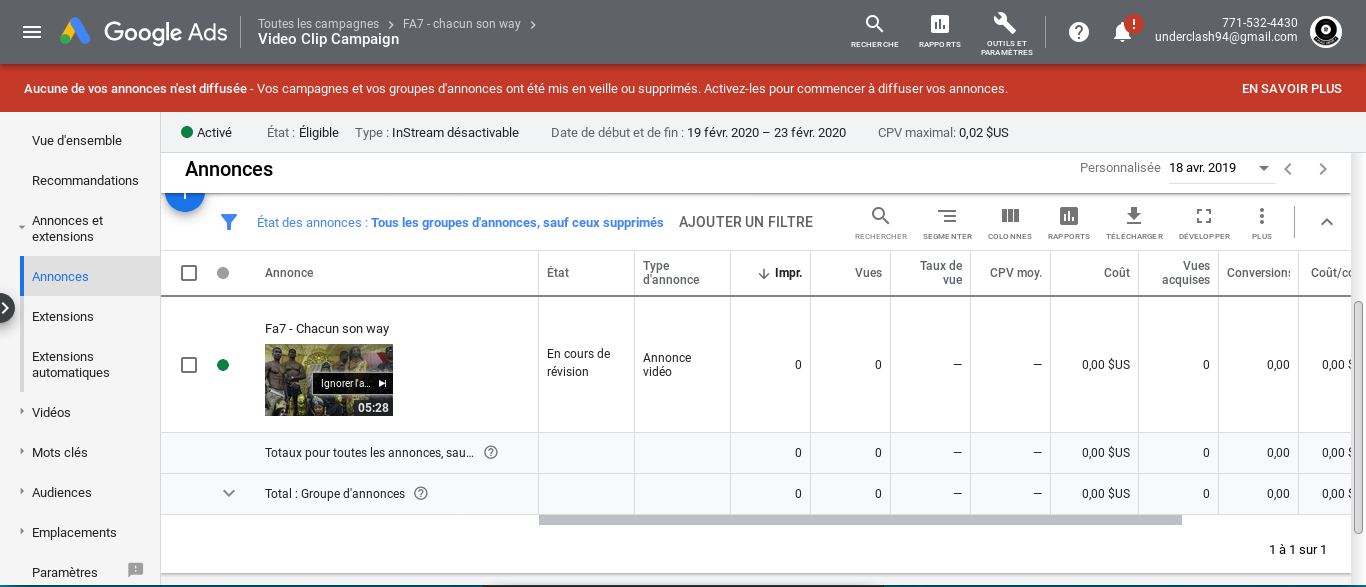 Google Ads
Toutes les campagnes > FA7 - chacun son way >
Video Clip Campaign
RECHERCHE
RAPPORTS
OUTILS ET
PARAMÈTRES
771-532-4430
underclash94@gmail.com
Aucune de vos annonces n'est diffusée - Vos campagnes et vos groupes d'annonces ont été mis en veille ou supprimés. Activez-les pour commencer à diffuser vos annonces.
EN SAVOIR PLUS
Vue d'ensemble
Recommandations
Annonces et
extensions
Annonces
Extensions
Extensions
automatiques
Vidéos
Mots clés
Audiences
Emplacements
Paramètres
Activé
État : Éligible
Type : InStream désactivable
Date de début et de fin : 19 févr. 2020 – 23 févr. 2020
CPV maximal: 0,02 $US
Annonces
Personnalisée 18 avr. 2019
État des annonces : Tous les groupes d'annonces, sauf ceux supprimés
AJOUTER UN FILTRE
RECHERCHER
SEGMENTER
COLONNES
RAPPORTS
TÉLÉCHARGER
DÉVELOPPER
PLUS
Annonce
État
Type
d'annonce
Impr.
Vues
Taux de
vue
CPV moy.
Coût
Vues
acquises
Conversions
Coût/co
Fa7 - Chacun son way
Ignorer l'a...
05:28
En cours de
révision
Annonce
vidéo
0
0
—
—
0,00 $US
0
0,00
0,00 $
Totaux pour toutes les annonces, sau...
0
0
—
—
0,00 $US
0
0,00
0,00 $
Total : Groupe d'annonces
0
0
—
—
0,00 $US
0
0,00
0,00 $
1 à 1 sur 1